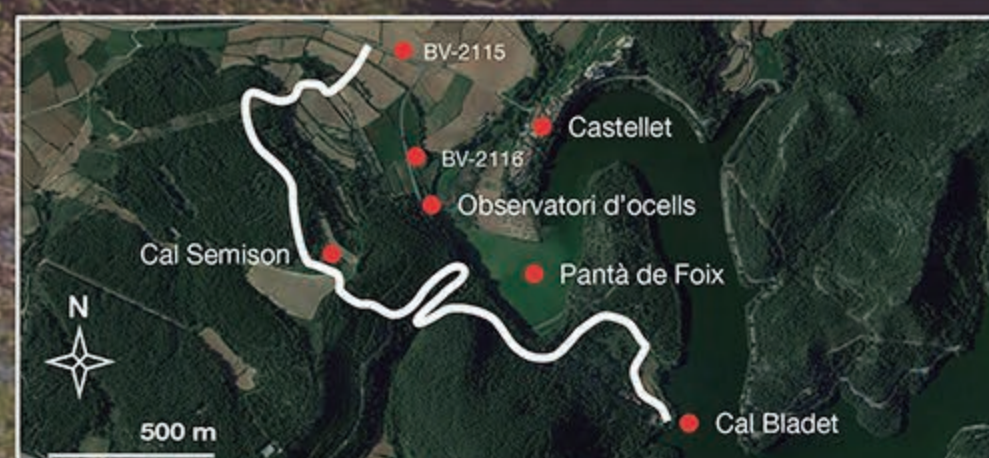 BV-2115
Castellet
BV-2116
Observatori d'ocells
Cal Semison
Pantà de Foix
N
Cal Bladet
500 m